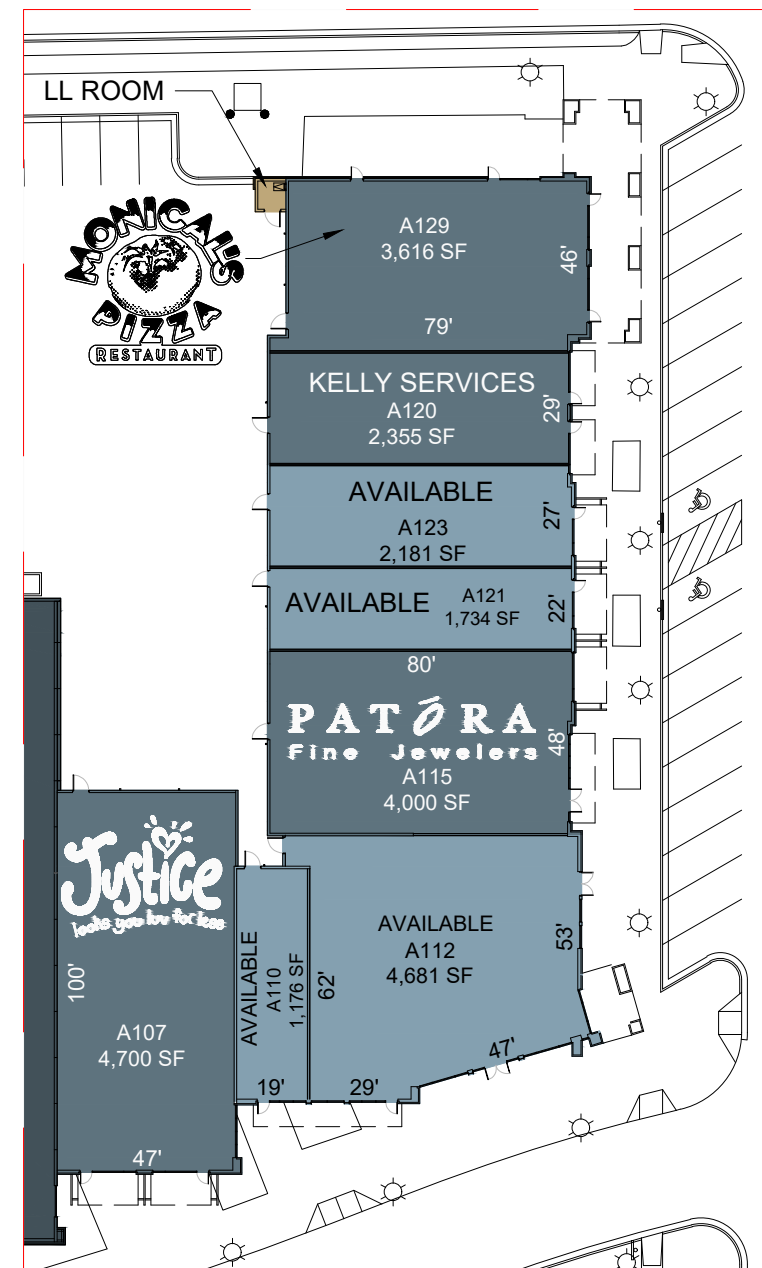 LL ROOM
MONICAL'S
PIZZA
RESTAURANT
A129
3,616 SF
46'
79'
KELLY SERVICES
A120
2,355 SF
29'
AVAILABLE
A123
2,181 SF
27'
AVAILABLE
A121
1,734 SF
22'
80'
PATÓRA
Fine Jewelers
48'
A115
4,000 SF
Justice
looks you luv for less
100'
A107
4,700 SF
47'
AVAILABLE
A110
1,176 SF
62'
19'
AVAILABLE
A112
4,681 SF
53'
29'
47'